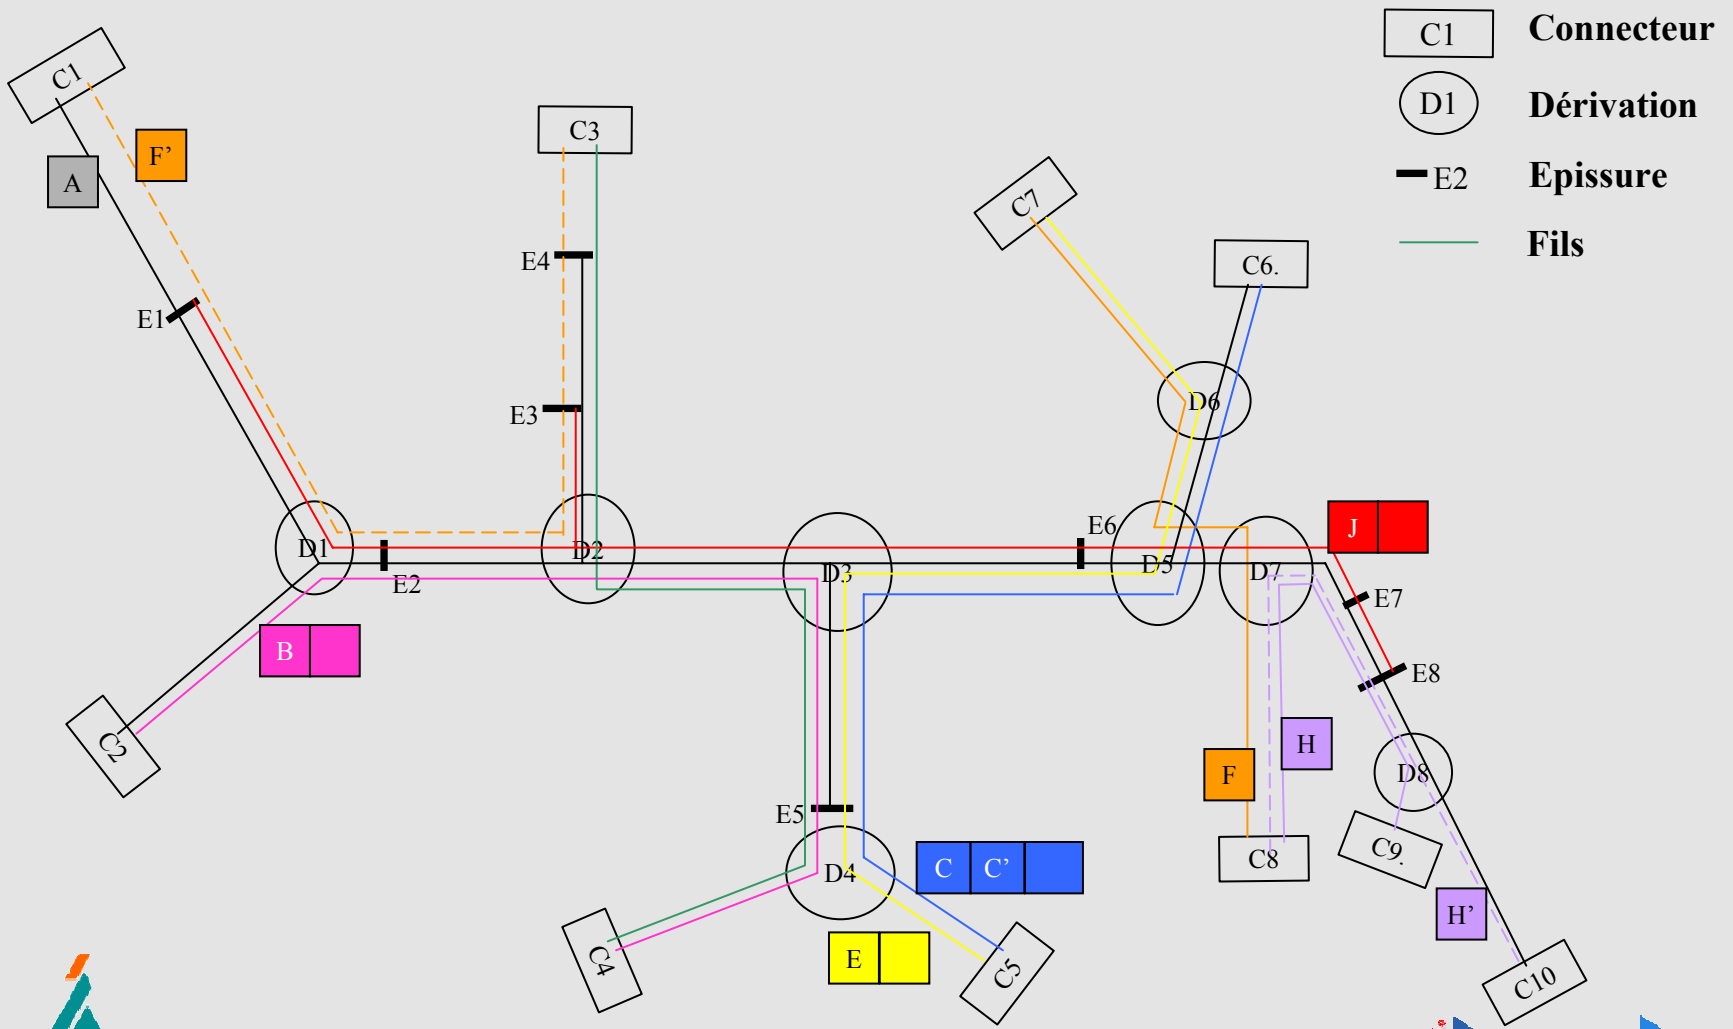 C1 Connecteur
D1 Dérivation
E2 Epissure
Fils
C1
F’
A
C3
C7
C6.
E4
E1
E3
D6
D1
D2
E2
D3
E6
D5
D7
J
E7
E8
B
C2
H
F
D8
E5
D4
C C’
C8
C9.
H’
E
C4
C5
C10